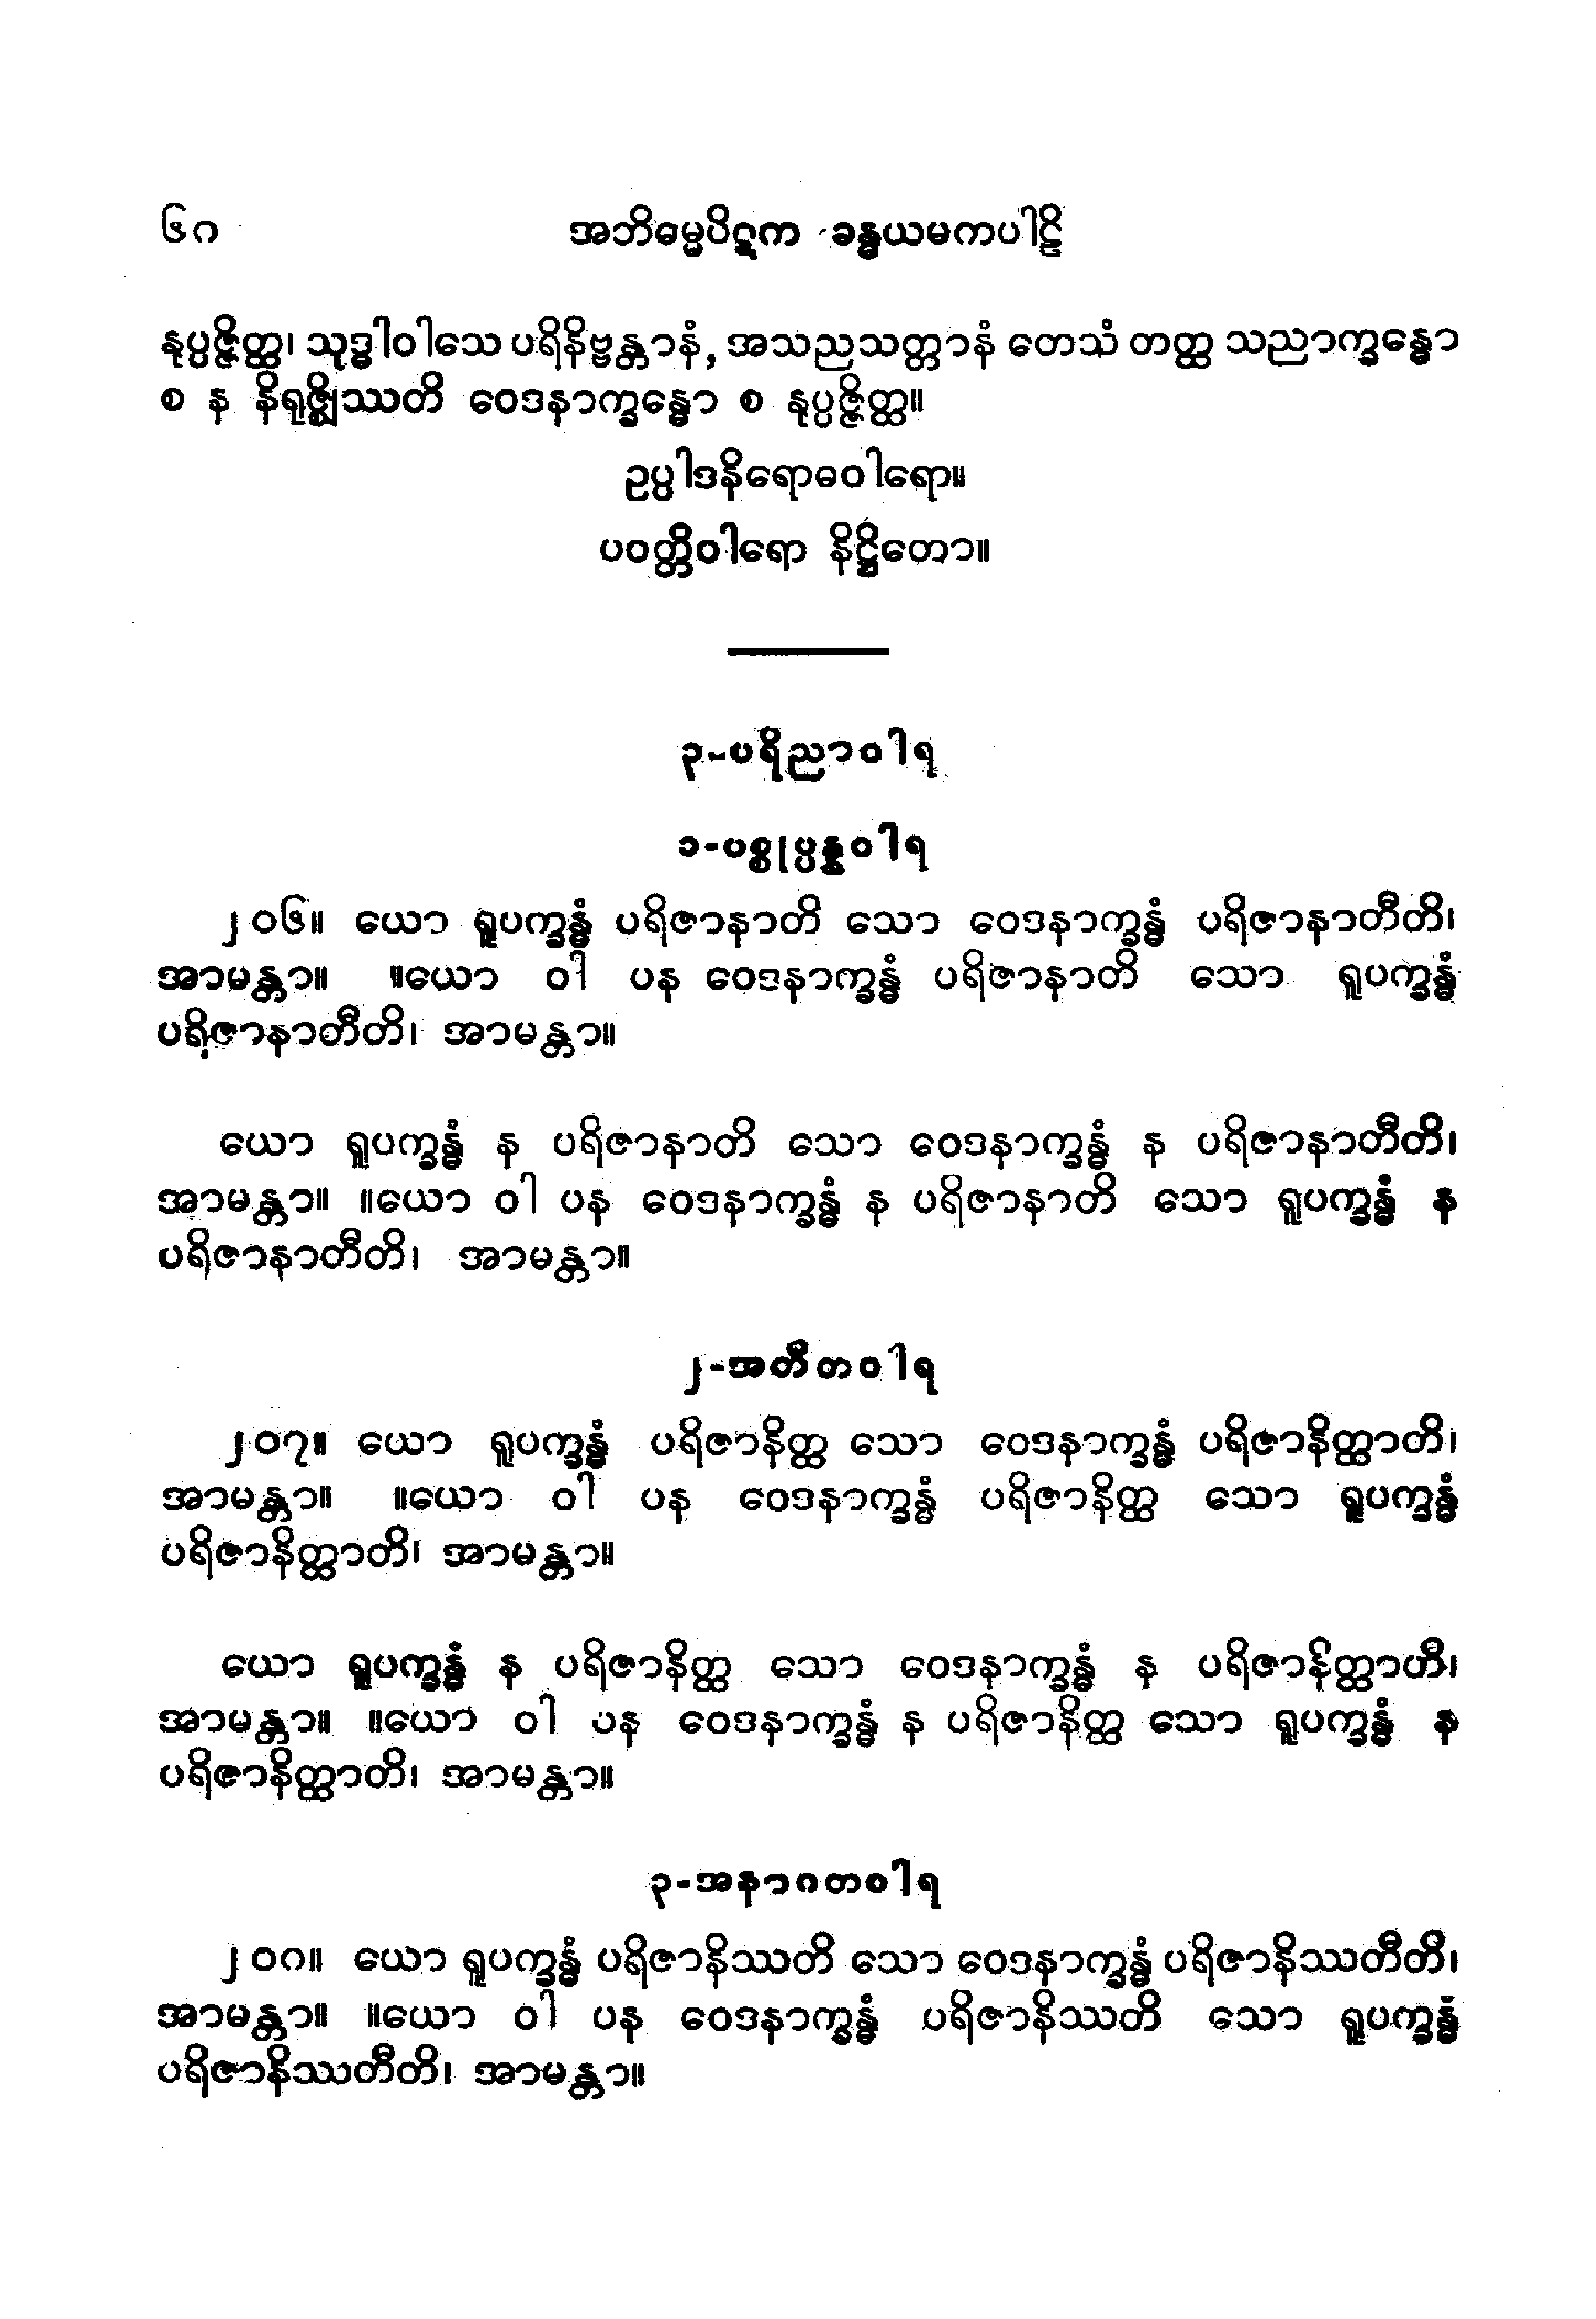 ၆၈ အဘိဓမ္မပိဋက ခန္ဓယမကပါဠိ
နုပ္ပဇ္ဇိတ္ထ၊ သုဒ္ဓါဝါသေ ပရိနိဗ္ဗန္တာနံ, အသညသတ္တာနံ တေသံ တတ္ထ သညာက္ခန္ဓော
စ န နိရုဇ္ဈိဿတိ ဝေဒနာက္ခန္ဓော စ နုပ္ပဇ္ဇိတ္ထ။
ဥပ္ပါဒနိရောဓဝါရော။
ပဝတ္တိဝါရော နိဋ္ဌိတော။
၃-ပရိညာဝါရ
၁-ပစ္စုပ္ပန္နဝါရ
၂၀၆။ ယော ရူပက္ခန္ဓံ ပရိဇာနာတိ သော ဝေဒနာက္ခန္ဓံ ပရိဇာနာတီတိ၊
အာမန္တာ။ ။ယော ဝါ ပန ဝေဒနာက္ခန္ဓံ ပရိဇာနာတိ သော ရူပက္ခန္ဓံ
ပရိဇာနာတီတိ၊ အာမန္တာ။
ယော ရူပက္ခန္ဓံ န ပရိဇာနာတိ သော ဝေဒနာက္ခန္ဓံ န ပရိဇာနာတီတိ၊
အာမန္တာ။ ။ယော ဝါ ပန ဝေဒနာက္ခန္ဓံ န ပရိဇာနာတိ သော ရူပက္ခန္ဓံ န
ပရိဇာနာတီတိ၊ အာမန္တာ။
၂-အတီတဝါရ
၂၀၇။ ယော ရူပက္ခန္ဓံ ပရိဇာနိတ္ထ သော ဝေဒနာက္ခန္ဓံ ပရိဇာနိတ္ထာတိ၊
အာမန္တာ။ ။ယော ဝါ ပန ဝေဒနာက္ခန္ဓံ ပရိဇာနိတ္ထ သော ရူပက္ခန္ဓံ
ပရိဇာနိတ္ထာတိ၊ အာမန္တာ။
ယော ရူပက္ခန္ဓံ န ပရိဇာနိတ္ထ သော ဝေဒနာက္ခန္ဓံ န ပရိဇာနိတ္ထာတိ၊
အာမန္တာ။ ။ယော ဝါ ပန ဝေဒနာက္ခန္ဓံ န ပရိဇာနိတ္ထ သော ရူပက္ခန္ဓံ န
ပရိဇာနိတ္ထာတိ၊ အာမန္တာ။
၃-အနာဂတဝါရ
၂၀၈။ ယော ရူပက္ခန္ဓံ ပရိဇာနိဿတိ သော ဝေဒနာက္ခန္ဓံ ပရိဇာနိဿတီတိ၊
အာမန္တာ။ ။ယော ဝါ ပန ဝေဒနာက္ခန္ဓံ ပရိဇာနိဿတိ သော ရူပက္ခန္ဓံ
ပရိဇာနိဿတီတိ၊ အာမန္တာ။